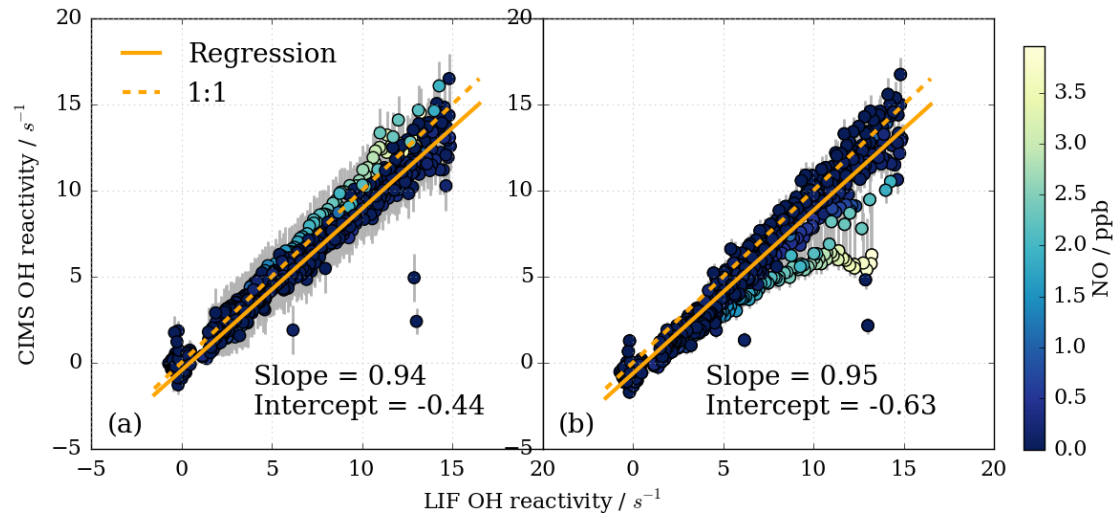 20
15
10
5
0
−5
CIMS OH reactivity / s⁻¹
Regression
1:1
Slope = 0.94
Intercept = -0.44
(a)
Slope = 0.95
Intercept = -0.63
(b)
−5 0 5 10 15 20 0 5 10 15 20
20
15
10
5
0
−5
LIF OH reactivity / s⁻¹
3.5
3.0
2.5
2.0
1.5
1.0
0.5
0.0
NO / ppb